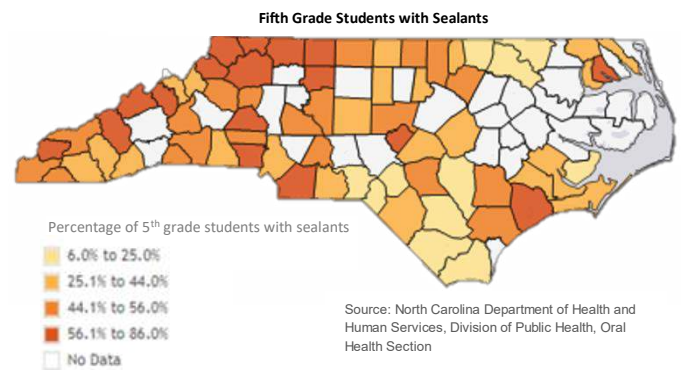 Fifth Grade Students with Sealants
Percentage of 5th grade students with sealants
6.0% to 25.0%
25.1% to 44.0%
44.1% to 56.0%
56.1% to 86.0%
No Data
Source: North Carolina Department of Health and
Human Services, Division of Public Health, Oral
Health Section